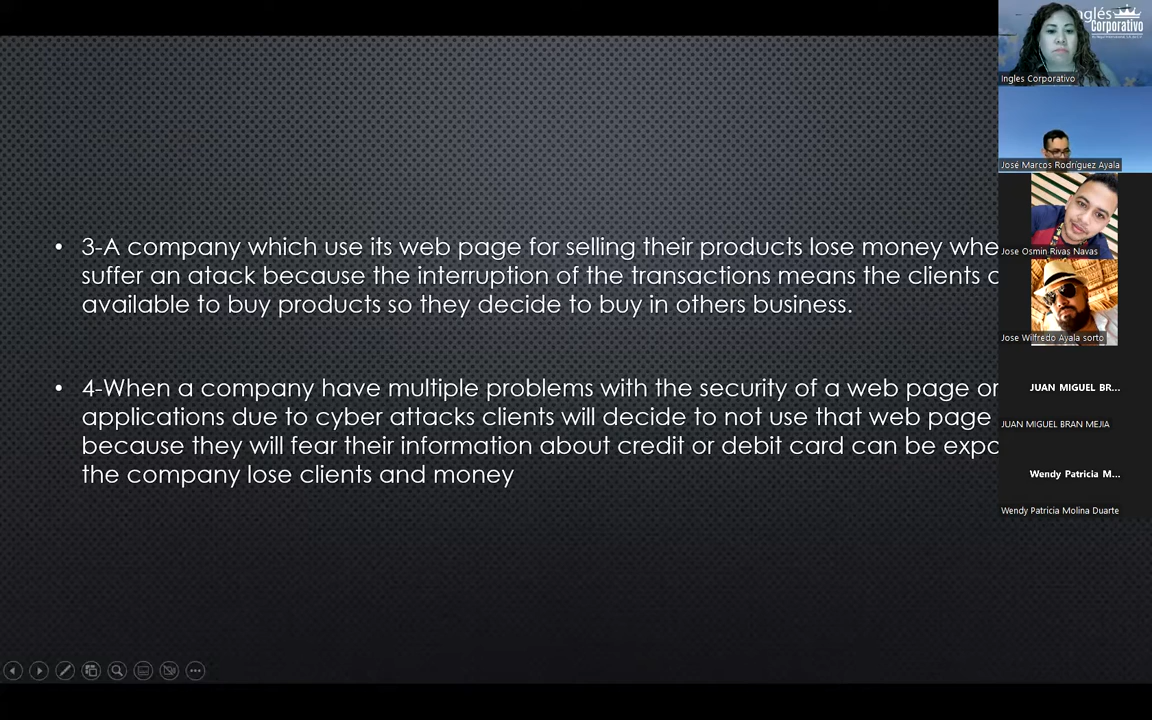 • 3-A company which use its web page for selling their products lose money
suffer an atack because the interruption of the transactions means the clients
available to buy products so they decide to buy in others business.
• 4-When a company have multiple problems with the security of a web page or
applications due to cyber attacks clients will decide to not use that web page
because they will fear their information about credit or debit card can be
the company lose clients and money
Inglés
Corporativo
Ingles Corporativo
José Marcos Rodríguez Ayala
Jose Osmin Rivas Navas
Jose Wilfredo Ayala sorto
JUAN MIGUEL BR...
JUAN MIGUEL BRAN MEJIA
Wendy Patricia M...
Wendy Patricia Molina Duarte